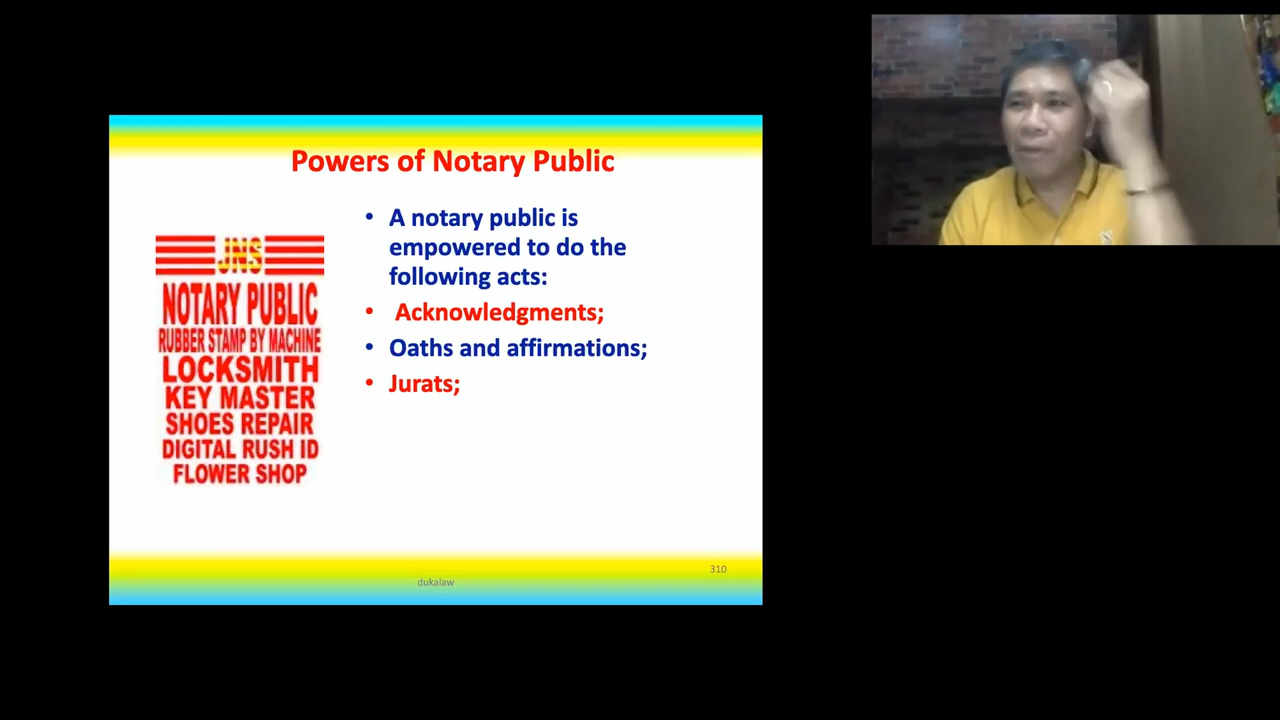 Powers of Notary Public
JNS
NOTARY PUBLIC
RUBBER STAMP BY MACHINE
LOCKSMITH
KEY MASTER
SHOES REPAIR
DIGITAL RUSH ID
FLOWER SHOP
• A notary public is
empowered to do the
following acts:
• Acknowledgments;
• Oaths and affirmations;
• Jurats;
310
dukalaw